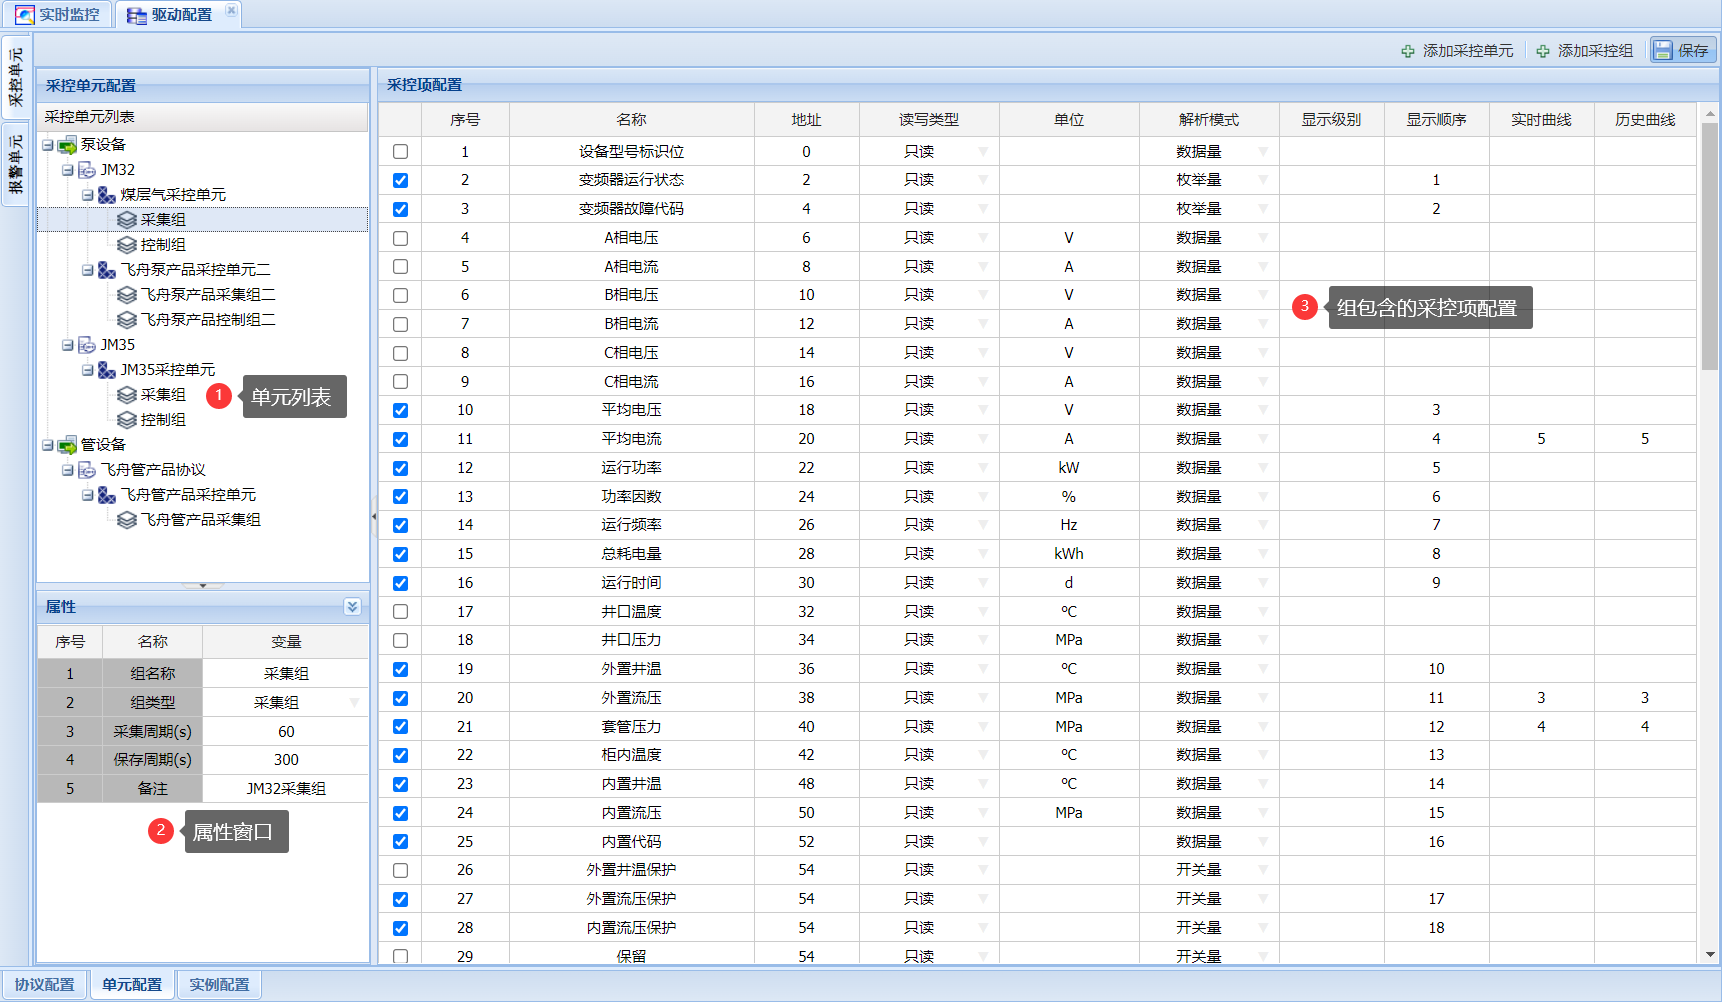 实时监控 驱动配置
采控单元
报警单元
添加采控单元 添加采控组 保存
采控单元配置
采控单元列表
泵设备
JM32
煤层气采控单元
采集组
控制组
飞舟泵产品采控单元二
飞舟泵产品采集组二
飞舟泵产品控制组二
JM35
JM35采控单元
采集组
控制组
管设备
飞舟管产品协议
飞舟管产品采控单元
飞舟管产品采集组
1 单元列表
属性
序号 名称 变量
1 组名称 采集组
2 组类型 采集组
3 采集周期(s) 60
4 保存周期(s) 300
5 备注 JM32采集组
2 属性窗口
采控项配置
序号 名称 地址 读写类型 单位 解析模式 显示级别 显示顺序 实时曲线 历史曲线
1 设备型号标识位 0 只读 数据量
2 变频器运行状态 2 只读 枚举量 1
3 变频器故障代码 4 只读 枚举量 2
4 A相电压 6 只读 V 数据量
5 A相电流 8 只读 A 数据量
6 B相电压 10 只读 V 数据量
7 B相电流 12 只读 A 数据量
8 C相电压 14 只读 V 数据量
9 C相电流 16 只读 A 数据量
10 平均电压 18 只读 V 数据量 3
11 平均电流 20 只读 A 数据量 4 5 5
12 运行功率 22 只读 kW 数据量 5
13 功率因数 24 只读 % 数据量 6
14 运行频率 26 只读 Hz 数据量 7
15 总耗电量 28 只读 kWh 数据量 8
16 运行时间 30 只读 d 数据量 9
17 井口温度 32 只读 ℃ 数据量
18 井口压力 34 只读 MPa 数据量
19 外置井温 36 只读 ℃ 数据量 10
20 外置流压 38 只读 MPa 数据量 11 3 3
21 套管压力 40 只读 MPa 数据量 12 4 4
22 柜内温度 42 只读 ℃ 数据量 13
23 内置井温 48 只读 ℃ 数据量 14
24 内置流压 50 只读 MPa 数据量 15
25 内置代码 52 只读 数据量 16
26 外置井温保护 54 只读 开关量
27 外置流压保护 54 只读 开关量 17
28 内置流压保护 54 只读 开关量 18
29 保留 54 只读 开关量
3 组包含的采控项配置
协议配置 单元配置 实例配置